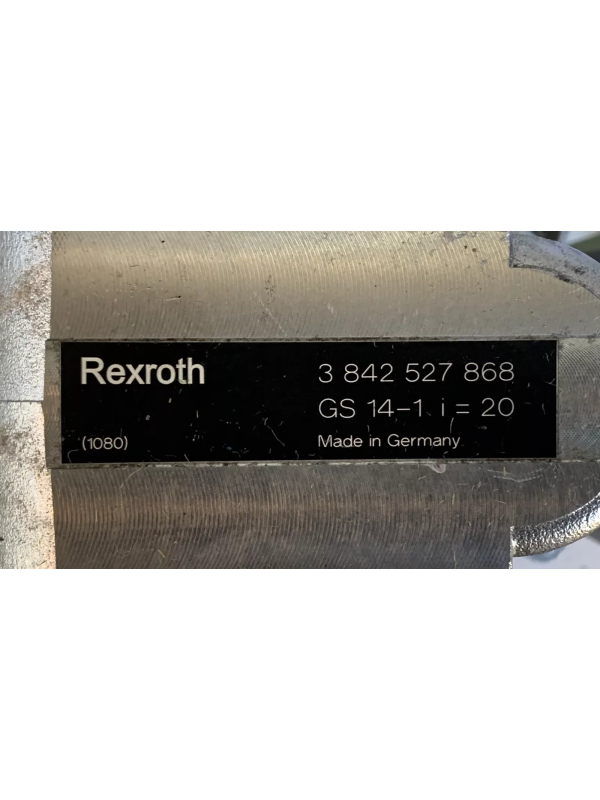 Rexroth
3 842 527 868
GS 14-1 i = 20
(1080)
Made in Germany